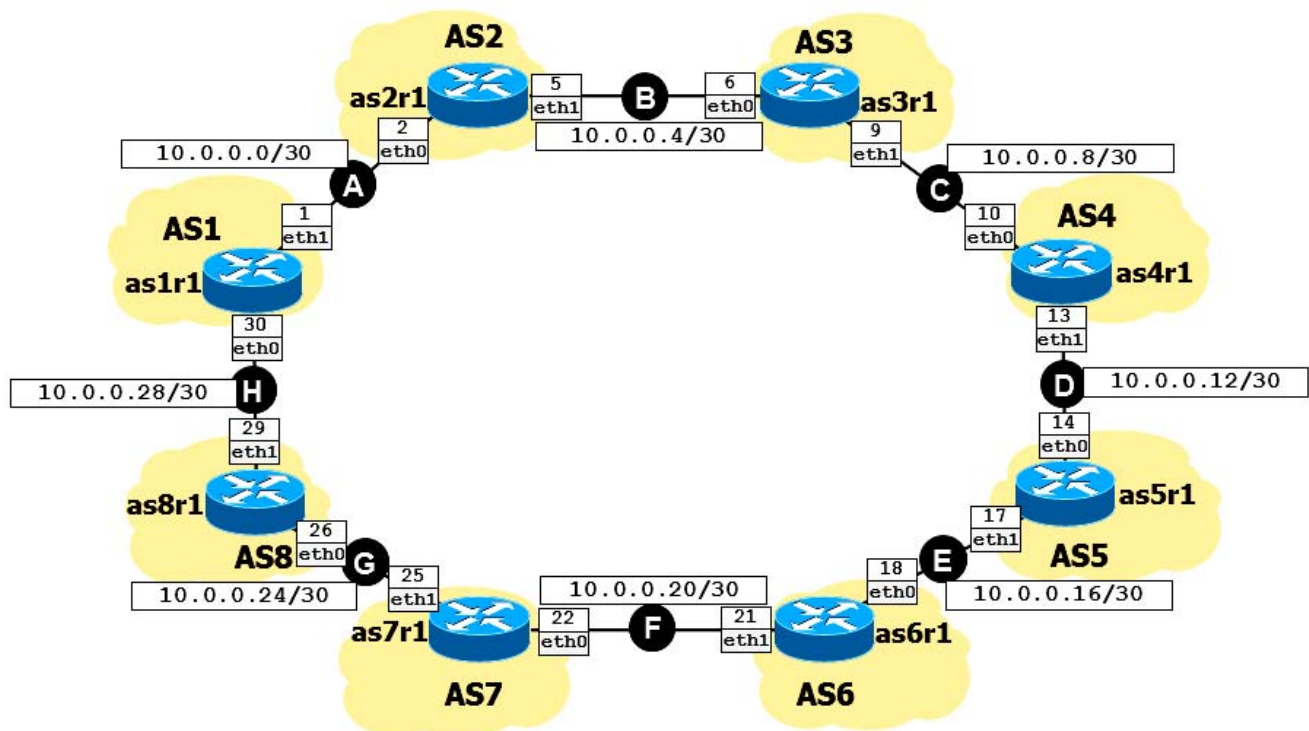 AS2
AS3
as2r1
5
eth1
B
6
eth0
as3r1
2
eth0
10.0.0.4/30
9
eth1
10.0.0.0/30
A
10.0.0.8/30
C
1
eth1
10
eth0
AS1
AS4
as1r1
as4r1
30
eth0
13
eth1
10.0.0.28/30
H
D
10.0.0.12/30
29
eth1
14
eth0
as8r1
as5r1
26
eth0
17
eth1
AS8
G
E
AS5
10.0.0.24/30
25
eth1
10.0.0.20/30
18
eth0
10.0.0.16/30
as7r1
22
eth0
F
21
eth1
as6r1
AS7
AS6